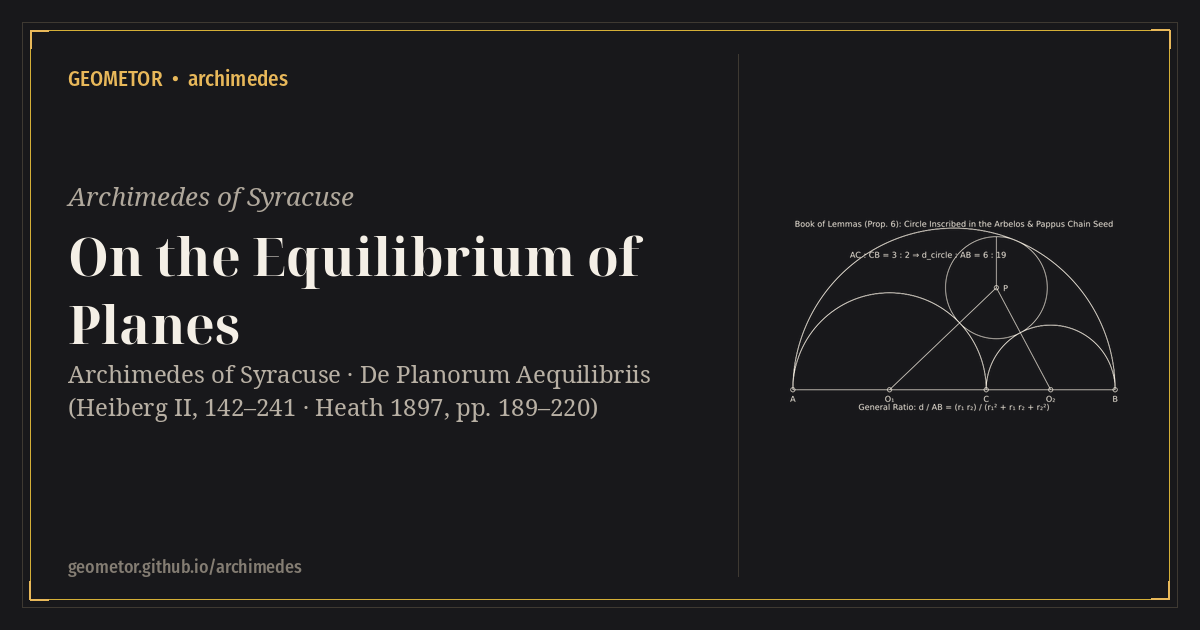 GEOMETOR • archimedes
Archimedes of Syracuse
On the Equilibrium of
Planes
Archimedes of Syracuse · De Planorum Aequilibriis
(Heiberg II, 142–241 · Heath 1897, pp. 189–220)
geometor.github.io/archimedes
Book of Lemmas (Prop. 6): Circle Inscribed in the Arbelos & Pappus Chain Seed
AC : CB = 3 : 2 ⇒ d_circle : AB = 6 : 19
P
A O₁ C O₂ B
General Ratio: d / AB = (r₁ r₂) / (r₁² + r₁ r₂ + r₂²)